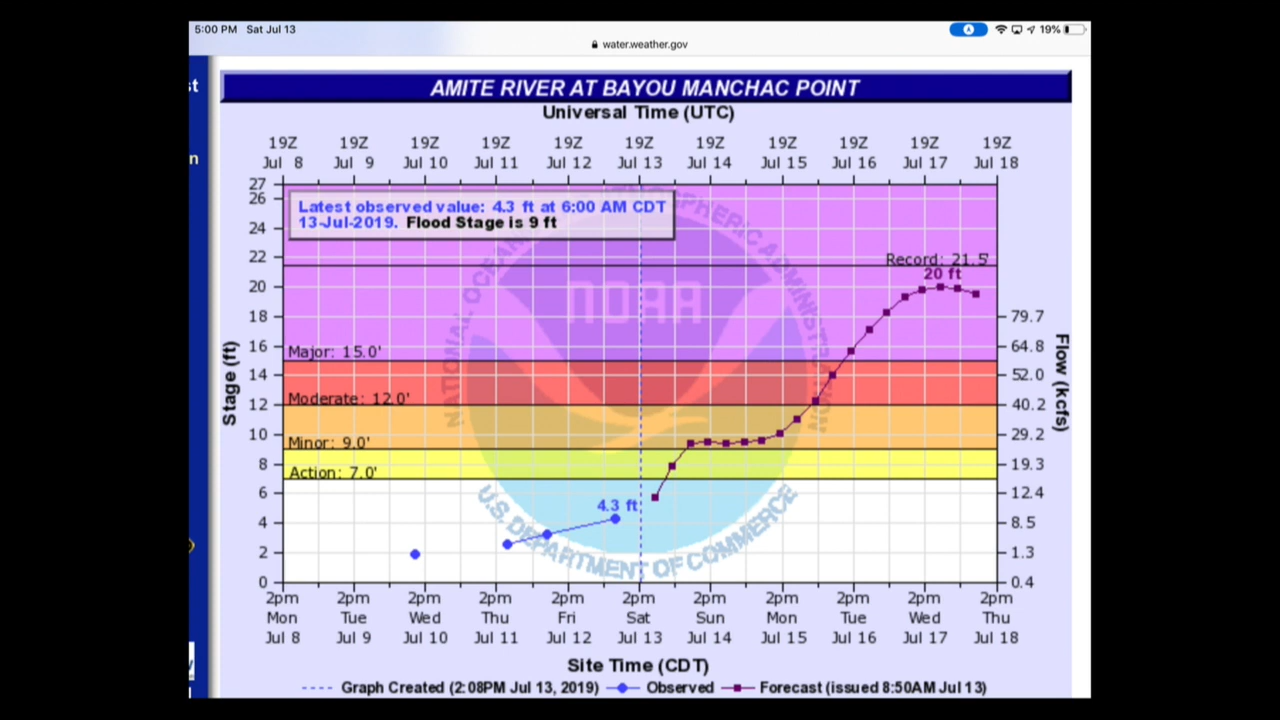 5:00 PM Sat Jul 13
19%
water.weather.gov
st
n
AMITE RIVER AT BAYOU MANCHAC POINT
Universal Time (UTC)
19Z 19Z 19Z 19Z 19Z 19Z 19Z 19Z 19Z 19Z 19Z
Jul 8 Jul 9 Jul 10 Jul 11 Jul 12 Jul 13 Jul 14 Jul 15 Jul 16 Jul 17 Jul 18
27
26
Latest observed value: 4.3 ft at 6:00 AM CDT
13-Jul-2019. Flood Stage is 9 ft
24
22
Record: 21.5'
20 ft
20
NOAA
NATIONAL OCEANIC AND ATMOSPHERIC ADMINISTRATION
U.S. DEPARTMENT OF COMMERCE
18 79.7
16 64.8
Major: 15.0'
14 52.0
Moderate: 12.0'
12 40.2
10 29.2
Minor: 9.0'
8 19.3
Action: 7.0'
6 12.4
4.3 ft
4 8.5
2 1.3
0 0.4
Stage (ft)
Flow (kcfs)
2pm 2pm 2pm 2pm 2pm 2pm 2pm 2pm 2pm 2pm 2pm
Mon Tue Wed Thu Fri Sat Sun Mon Tue Wed Thu
Jul 8 Jul 9 Jul 10 Jul 11 Jul 12 Jul 13 Jul 14 Jul 15 Jul 16 Jul 17 Jul 18
Site Time (CDT)
Graph Created (2:08PM Jul 13, 2019) Observed Forecast (issued 8:50AM Jul 13)